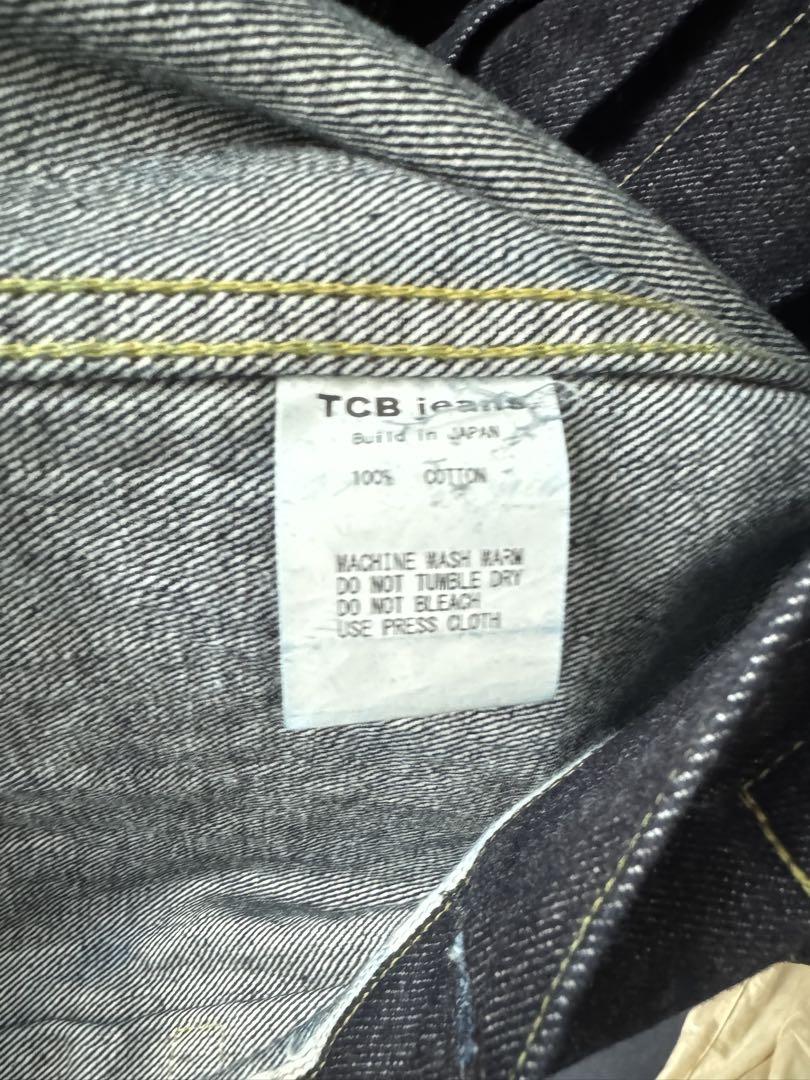 TCB jeans
Build in JAPAN
100% COTTON
MACHINE WASH WARM
DO NOT TUMBLE DRY
DO NOT BLEACH
USE PRESS CLOTH